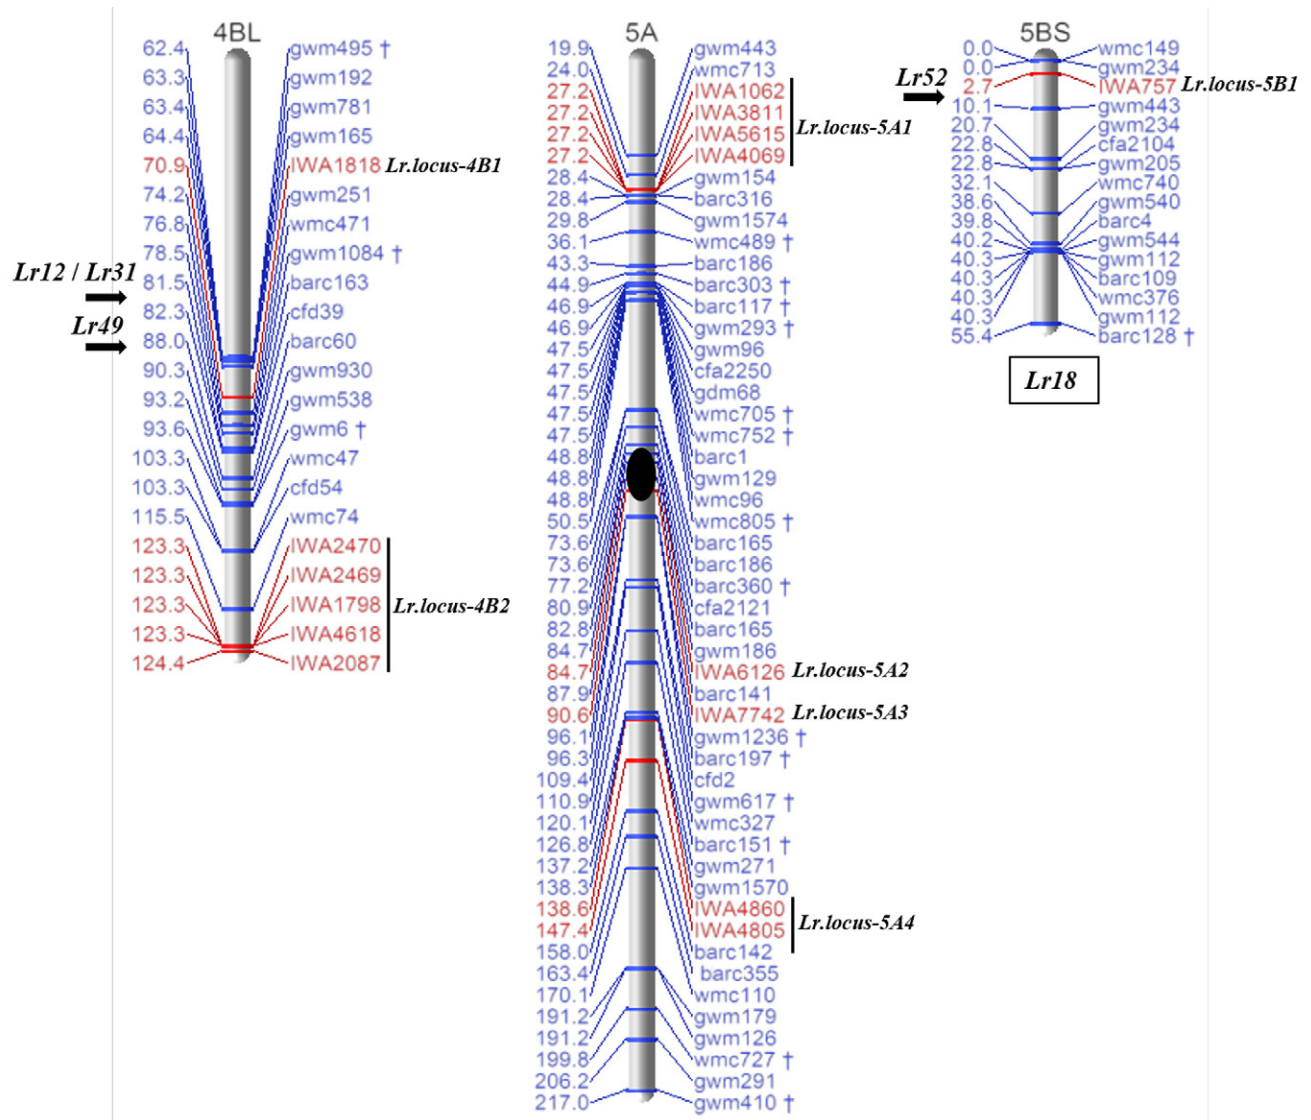 4BL
62.4 gwm495 †
63.3 gwm192
63.4 gwm781
64.4 gwm165
70.9 IWA1818 Lr.locus-4B1
74.2 gwm251
76.8 wmc471
78.5 gwm1084 †
Lr12 / Lr31
81.5 barc163
82.3 cfd39
Lr49
88.0 barc60
90.3 gwm930
93.2 gwm538
93.6 gwm6 †
103.3 wmc47
103.3 cfd54
115.5 wmc74
123.3 IWA2470
123.3 IWA2469
123.3 IWA1798
Lr.locus-4B2
123.3 IWA4618
124.4 IWA2087
5A
19.9 gwm443
24.0 wmc713
27.2 IWA1062
27.2 IWA3811
Lr.locus-5A1
27.2 IWA5615
27.2 IWA4069
28.4 gwm154
28.4 barc316
29.8 gwm1574
36.1 wmc489 †
43.3 barc186
44.9 barc303 †
46.9 barc117 †
46.9 gwm293 †
47.5 gwm96
47.5 cfa2250
47.5 gdm68
47.5 wmc705 †
47.5 wmc752 †
48.8 barc1
48.8 gwm129
48.8 wmc96
50.5 wmc805 †
73.6 barc165
73.6 barc186
77.2 barc360 †
80.9 cfa2121
82.8 barc165
84.7 gwm186
84.7 IWA6126 Lr.locus-5A2
87.9 barc141
90.6 IWA7742 Lr.locus-5A3
96.1 gwm1236 †
96.3 barc197 †
109.4 cfd2
110.9 gwm617 †
120.1 wmc327
126.8 barc151 †
137.2 gwm271
138.3 gwm1570
138.6 IWA4860
Lr.locus-5A4
147.4 IWA4805
158.0 barc142
163.4 barc355
170.1 wmc110
191.2 gwm179
191.2 gwm126
199.8 wmc727 †
206.2 gwm291
217.0 gwm410 †
5BS
0.0 wmc149
0.0 gwm234
Lr52
2.7 IWA757 Lr.locus-5B1
10.1 gwm443
20.7 gwm234
22.8 cfa2104
22.8 gwm205
32.1 wmc740
38.6 gwm540
39.8 barc4
40.2 gwm544
40.3 gwm112
40.3 barc109
40.3 wmc376
40.3 gwm112
55.4 barc128 †
Lr18